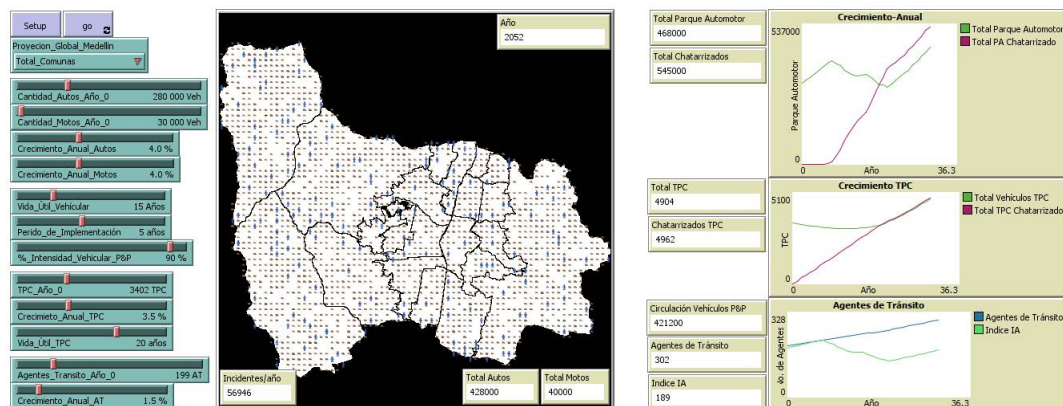 Setup
go
Proyecion_Global_Medellin
Total_Comunas
Cantidad_Autos_Año_0 280 000 Veh
Cantidad_Motos_Año_0 30 000 Veh
Crecimiento_Anual_Autos 4.0 %
Crecimiento_Anual_Motos 4.0 %
Vida_Útil_Vehicular 15 Años
Perido_de_Implementación 5 años
%_Intensidad_Vehicular_P&P 90 %
TPC_Año_0 3402 TPC
Crecimieto_Anual_TPC 3.5 %
Vida_Útil_TPC 20 años
Agentes_Transito_Año_0 199 AT
Crecimiento_Anual_AT 1.5 %
Año
2052
Incidentes/año
56946
Total Autos
428000
Total Motos
40000
Total Parque Automotor
468000
Total Chatarrizados
545000
Total TPC
4904
Chatarrizados TPC
4962
Circulación Vehículos P&P
421200
Agentes de Tránsito
302
Indice IA
189
Crecimiento-Anual
537000
Parque Automotor
0
0
Año
36.3
Total Parque Automotor
Total PA Chatarrizado
Crecimiento TPC
5100
TPC
0
0
Año
36.3
Total Vehículos TPC
Total TPC Chatarrizado
Agentes de Tránsito
328
No. de Agentes
0
0
Año
36.3
Agentes de Tránsito
Indice IA